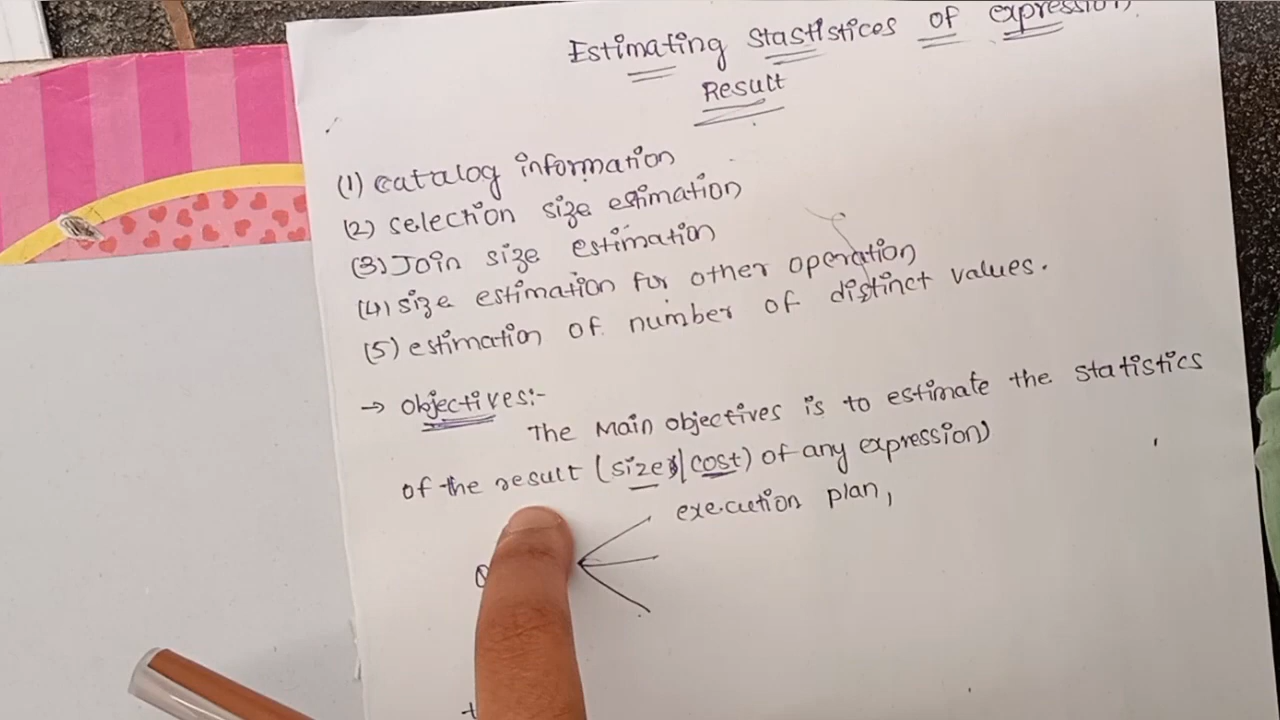 Estimating Stastistices of expression
Result
(1) catalog information
(2) selection size estimation
(3) Join size estimation
(4) size estimation for other operation
(5) estimation of number of distinct values.
→ Objectives:-
The Main objectives is to estimate the statistics
of the result (size/cost) of any expression)
execution plan,